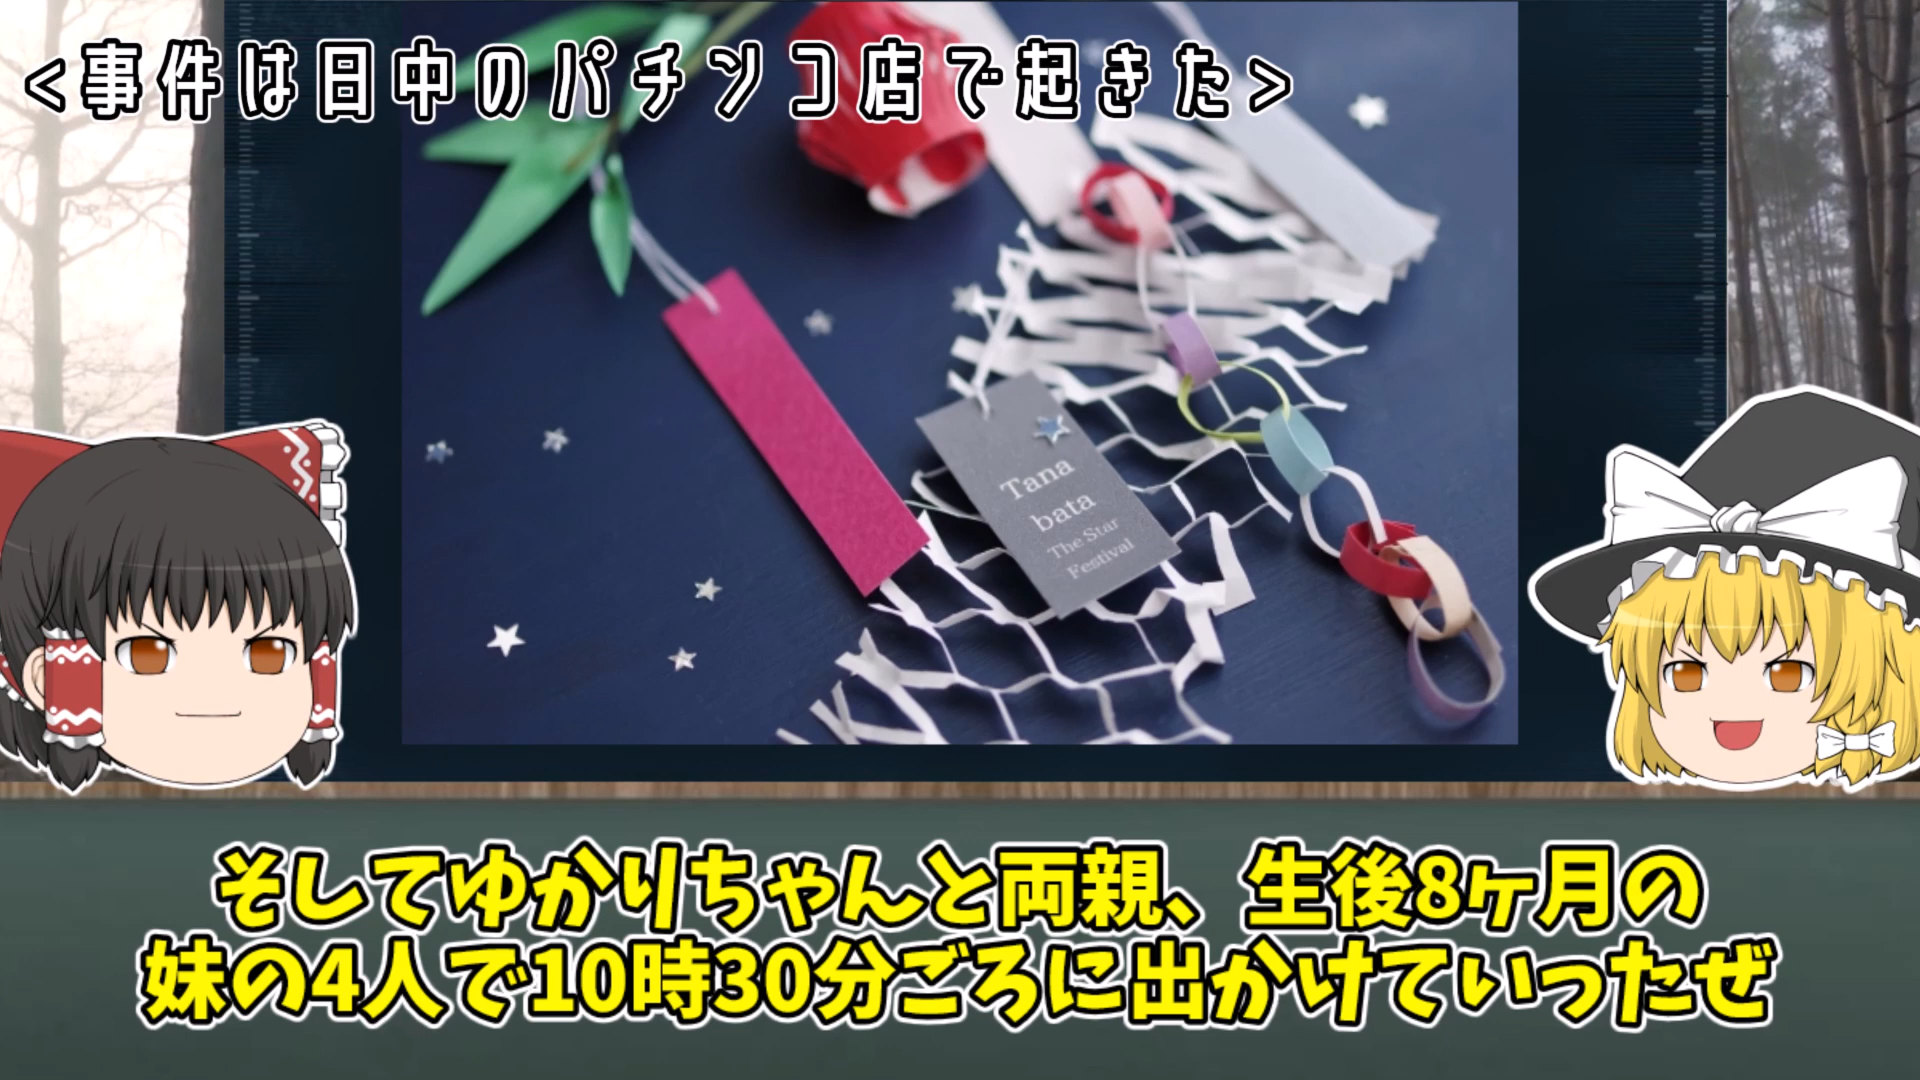 <事件は日中のパチンコ店で起きた>
Tana
bata
The Star
Festival
そしてゆかりちゃんと両親、生後8ヶ月の
妹の4人で10時30分ごろに出かけていったぜ